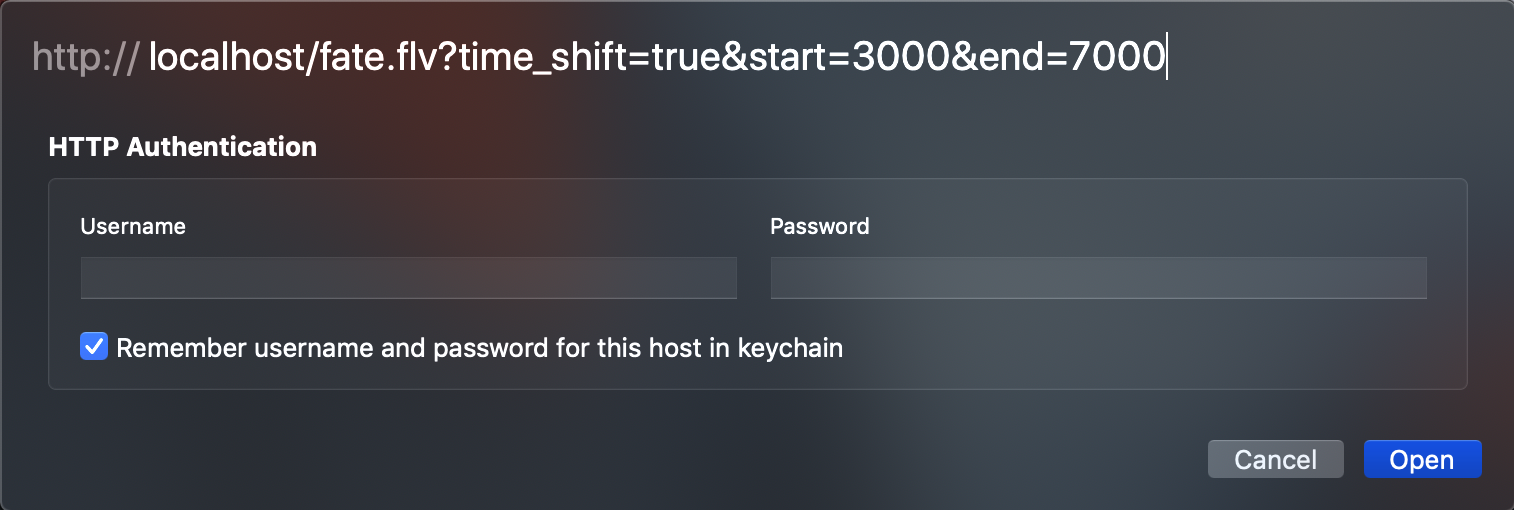 http:// localhost/fate.flv?time_shift=true&start=3000&end=7000
HTTP Authentication
Username Password
Remember username and password for this host in keychain
Cancel Open